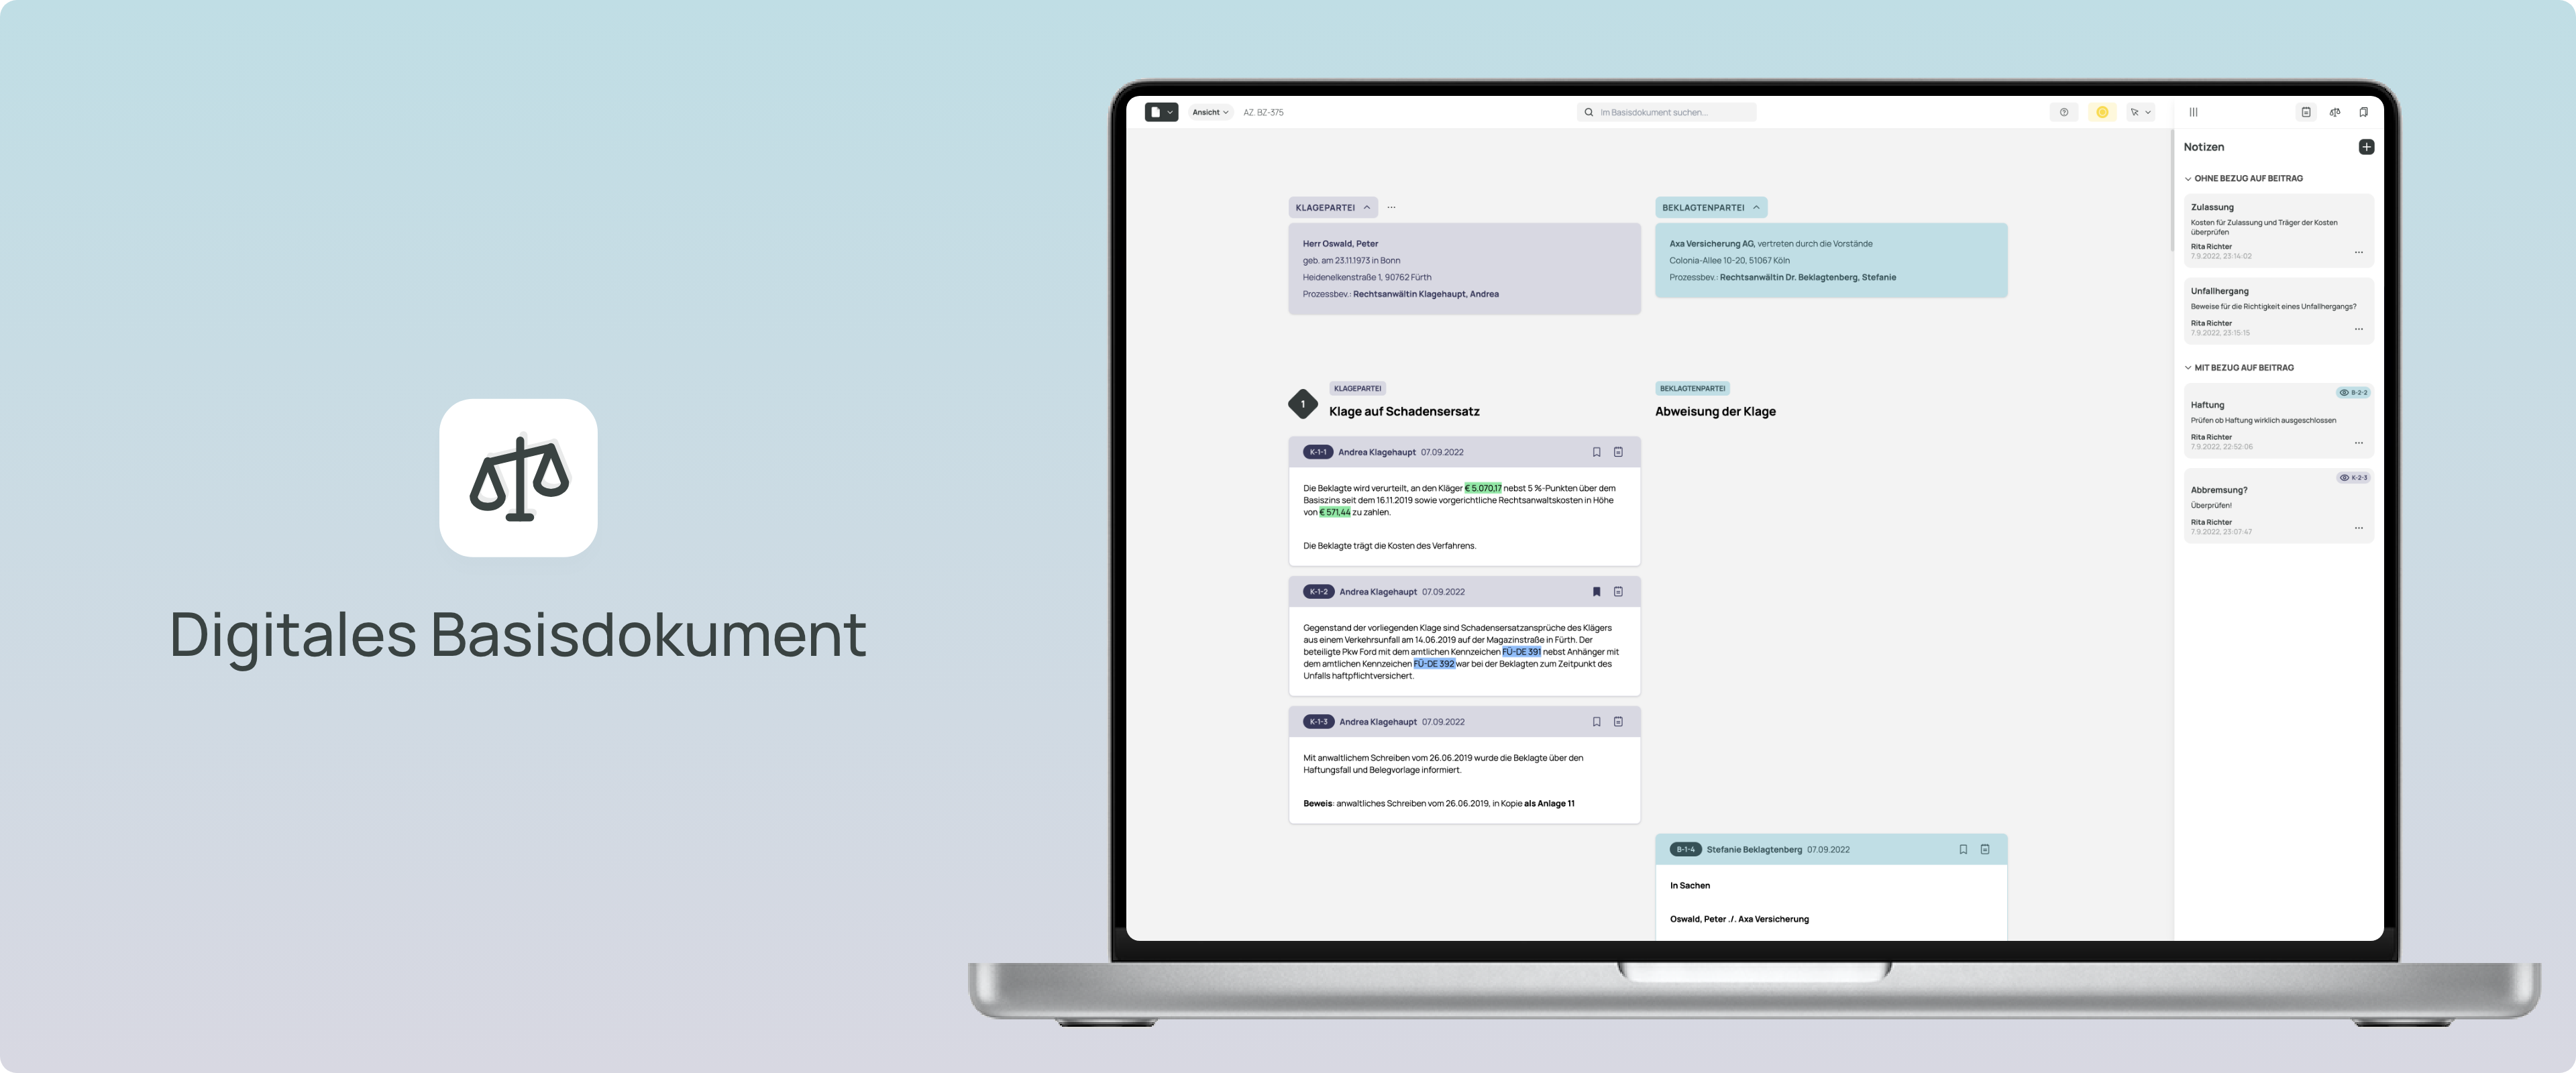 Digitales Basisdokument
Ansicht
AZ. BZ-375
Im Basisdokument suchen...
KLAGEPARTEI
Herr Oswald, Peter
geb. am 23.11.1973 in Bonn
Heidenelkenstraße 1, 90762 Fürth
Prozessbev.: Rechtsanwältin Klagehaupt, Andrea
BEKLAGTENPARTEI
Axa Versicherung AG, vertreten durch die Vorstände
Colonia-Allee 10-20, 51067 Köln
Prozessbev.: Rechtsanwältin Dr. Beklagtenberg, Stefanie
1
KLAGEPARTEI
Klage auf Schadensersatz
BEKLAGTENPARTEI
Abweisung der Klage
K-1-1 Andrea Klagehaupt 07.09.2022
Die Beklagte wird verurteilt, an den Kläger € 5.070,17 nebst 5 %-Punkten über dem
Basiszins seit dem 16.11.2019 sowie vorgerichtliche Rechtsanwaltskosten in Höhe
von € 571,44 zu zahlen.
Die Beklagte trägt die Kosten des Verfahrens.
K-1-2 Andrea Klagehaupt 07.09.2022
Gegenstand der vorliegenden Klage sind Schadensersatzansprüche des Klägers
aus einem Verkehrsunfall am 14.06.2019 auf der Magazinstraße in Fürth. Der
beteiligte Pkw Ford mit dem amtlichen Kennzeichen FÜ-DE 391 nebst Anhänger mit
dem amtlichen Kennzeichen FÜ-DE 392 war bei der Beklagten zum Zeitpunkt des
Unfalls haftpflichtversichert.
K-1-3 Andrea Klagehaupt 07.09.2022
Mit anwaltlichem Schreiben vom 26.06.2019 wurde die Beklagte über den
Haftungsfall und Belegvorlage informiert.
Beweis: anwaltliches Schreiben vom 26.06.2019, in Kopie als Anlage 11
B-1-4 Stefanie Beklagtenberg 07.09.2022
In Sachen
Oswald, Peter ./. Axa Versicherung
Notizen
OHNE BEZUG AUF BEITRAG
Zulassung
Kosten für Zulassung und Träger der Kosten
überprüfen
Rita Richter
7.9.2022, 23:14:02
Unfallhergang
Beweise für die Richtigkeit eines Unfallhergangs?
Rita Richter
7.9.2022, 23:15:15
MIT BEZUG AUF BEITRAG
B-2-2
Haftung
Prüfen ob Haftung wirklich ausgeschlossen
Rita Richter
7.9.2022, 22:52:06
K-2-3
Abbremsung?
Überprüfen!
Rita Richter
7.9.2022, 23:07:47